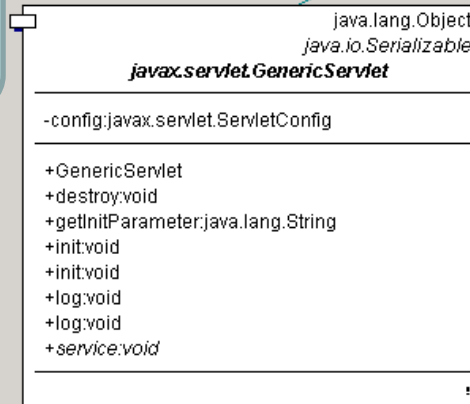 java.lang.Object
java.io.Serializable
javax.servlet.GenericServlet
-config:javax.servlet.ServletConfig
+GenericServlet
+destroy:void
+getInitParameter:java.lang.String
+init:void
+init:void
+log:void
+log:void
+service:void